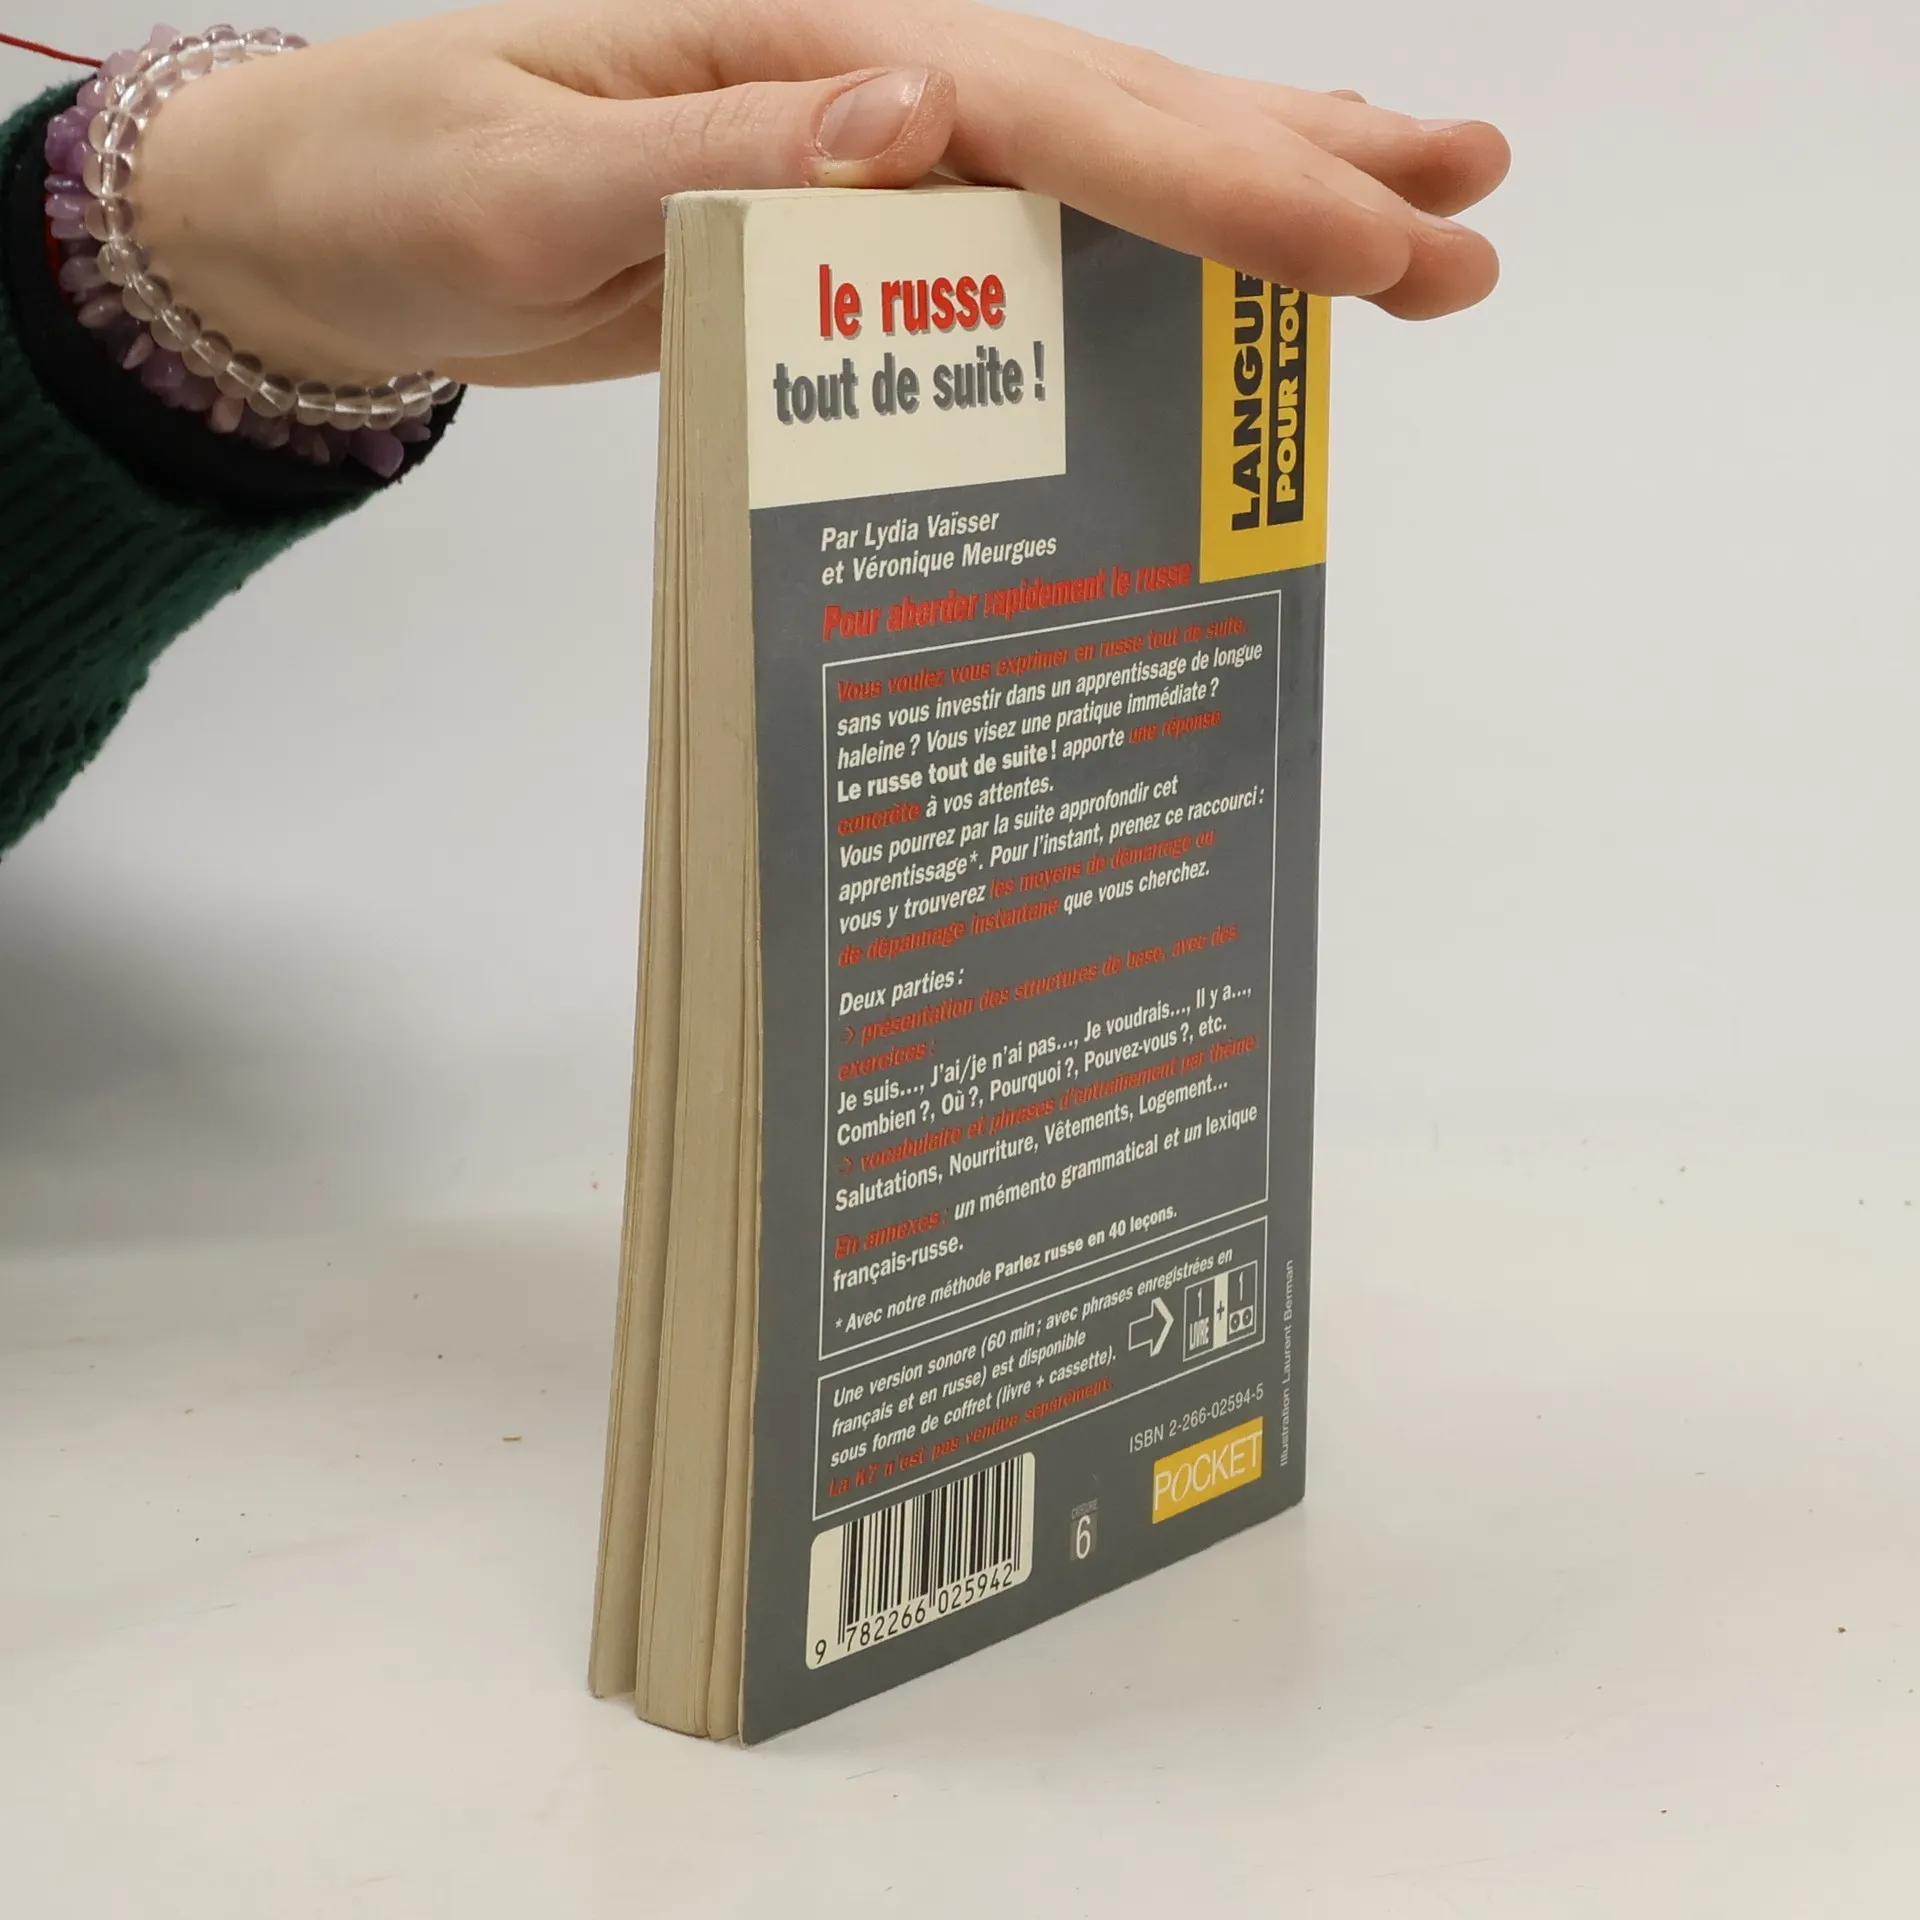 le russe
tout de suite !
LANGUE
POUR TOU
Par Lydia Vaïsser
et Véronique Meurgues
Pour aborder rapidement le russe
Vous voulez vous exprimer en russe tout de suite,
sans vous investir dans un apprentissage de longue
haleine ? Vous visez une pratique immédiate ?
Le russe tout de suite ! apporte une réponse
concrète à vos attentes.
Vous pourrez par la suite approfondir cet
apprentissage*. Pour l'instant, prenez ce raccourci :
vous y trouverez les moyens de démarrage ou
de dépannage instantané que vous cherchez.
Deux parties :
> présentation des structures de base, avec des
exercices :
Je suis..., J'ai/je n'ai pas..., Je voudrais..., Il y a...,
Combien ?, Où ?, Pourquoi ?, Pouvez-vous ?, etc.
> vocabulaire et phrases d'entraînement par thème
Salutations, Nourriture, Vêtements, Logement...
En annexes : un mémento grammatical et un lexique
français-russe.
* Avec notre méthode Parlez russe en 40 leçons.
Une version sonore (60 min ; avec phrases enregistrées en
français et en russe) est disponible
sous forme de coffret (livre + cassette).
La K7 n'est pas vendue séparément.
1 + 1
LIVRE
Illustration Laurent Berman
ISBN 2-266-02594-5
POCKET
CATÉGORIE
6
9 782266 025942